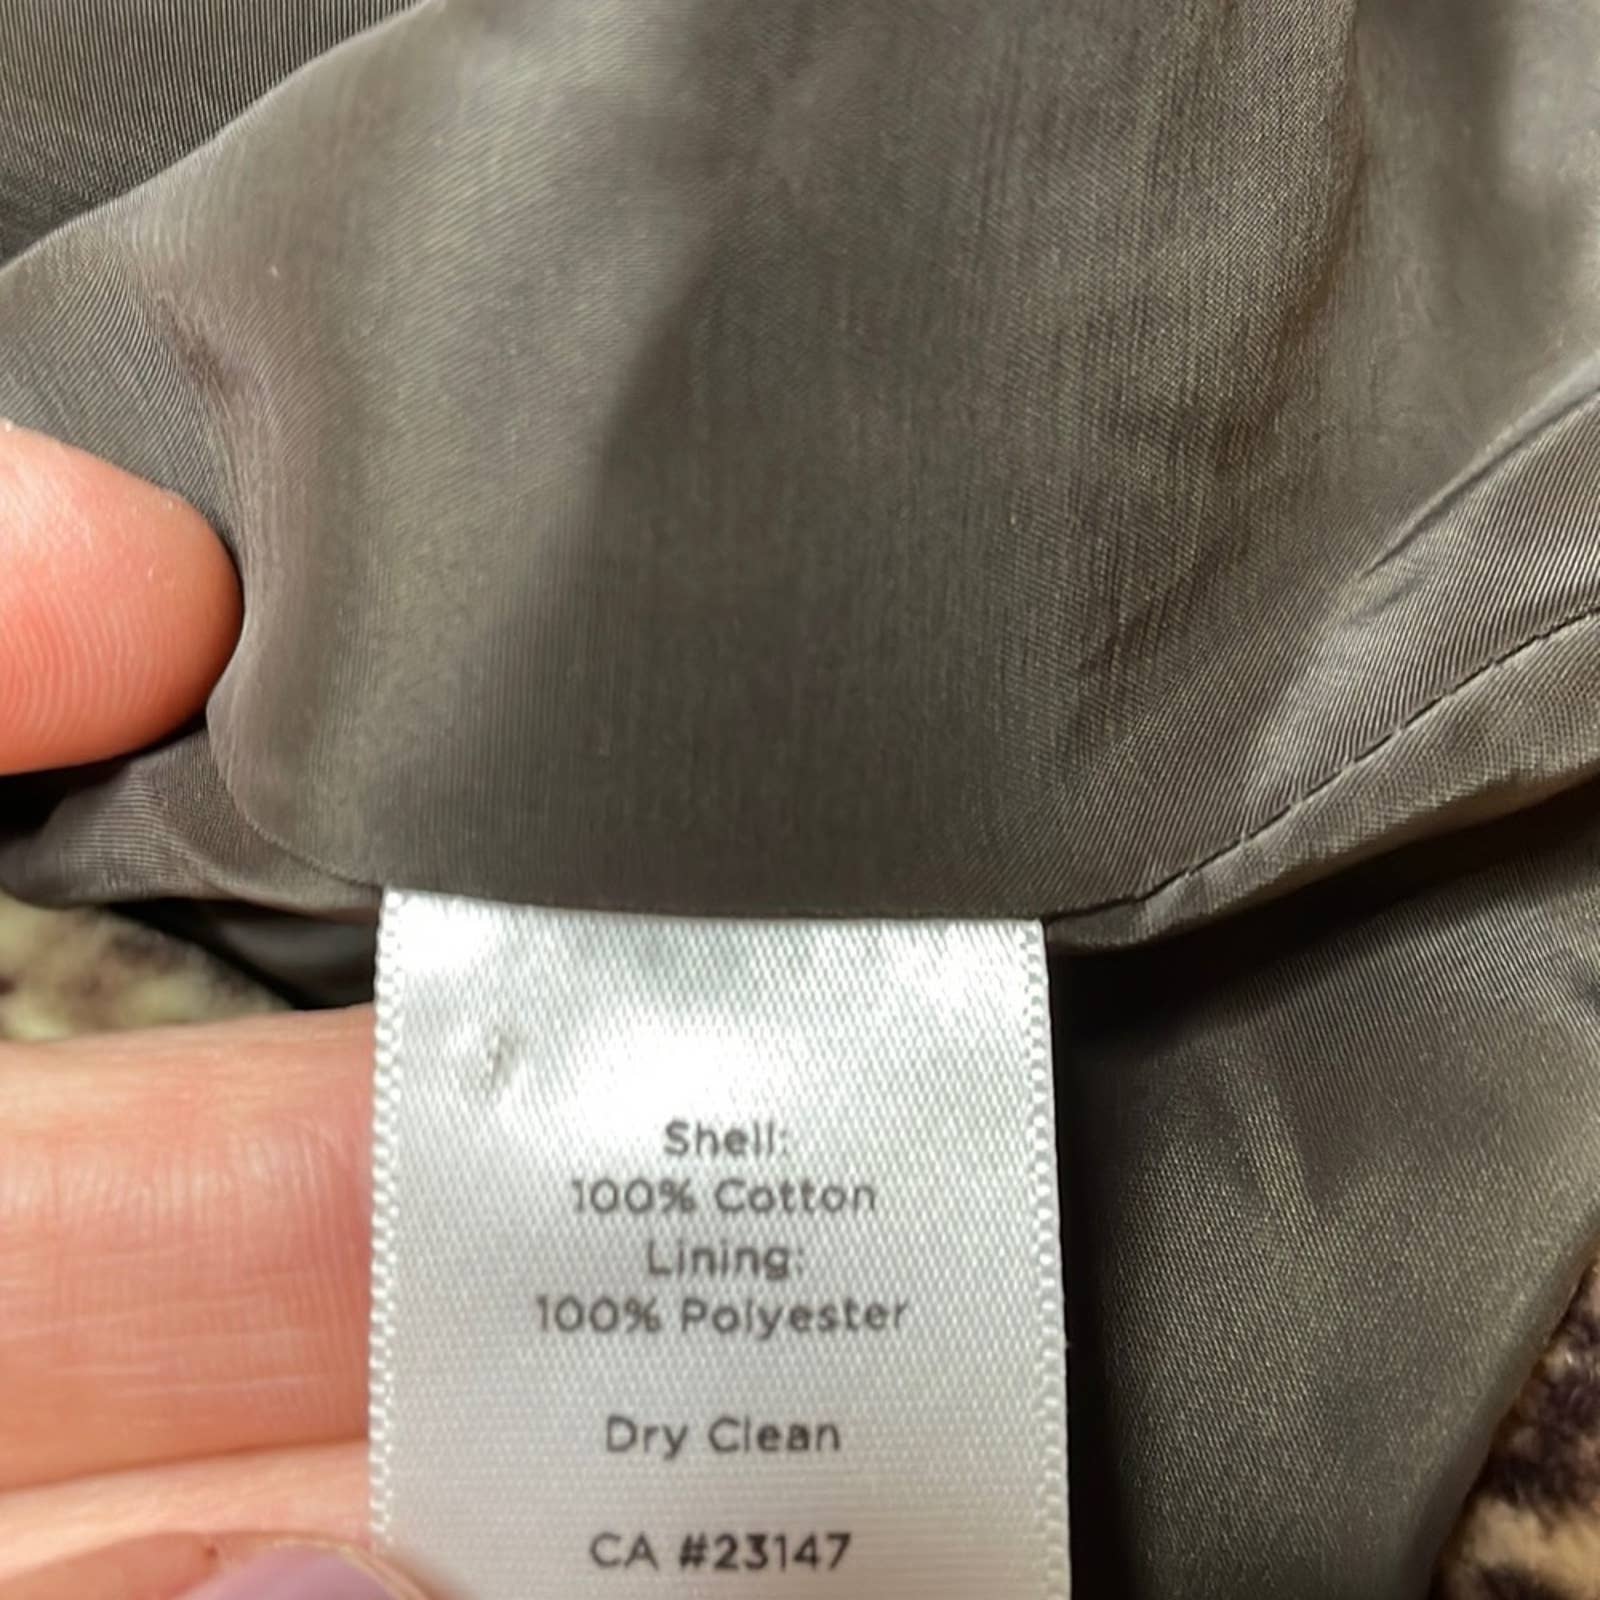 Shell:
100% Cotton
Lining:
100% Polyester
Dry Clean
CA #23147